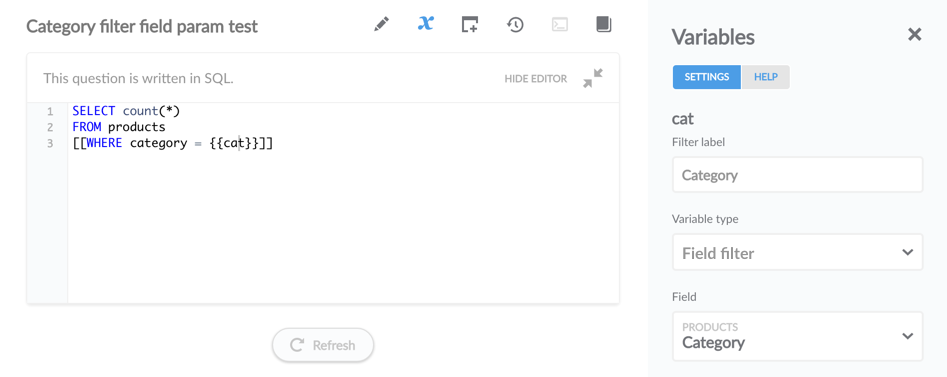 Category filter field param test
This question is written in SQL.
HIDE EDITOR
1 SELECT count(*)
2 FROM products
3 [[WHERE category = {{cat}}]]
Refresh
Variables
SETTINGS
HELP
cat
Filter label
Category
Variable type
Field filter
Field
PRODUCTS
Category